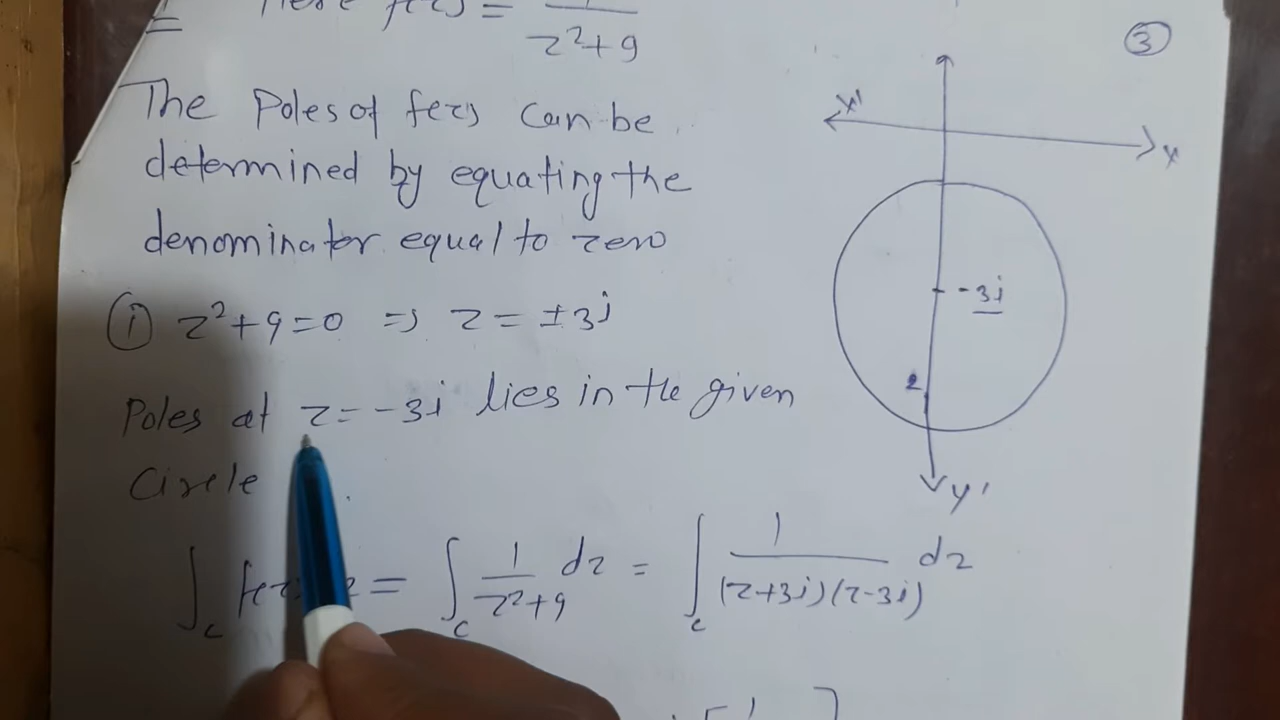 Here f(z) = 1/(z²+9)
③
The Poles of f(z) can be
determined by equating the
denominator equal to zero
① z²+9=0 ⇒ z = ±3i
Poles at z=-3i lies in the given
Circle
∫c f(z) = ∫c 1/(z²+9) dz = ∫c 1/((z+3i)(z-3i)) dz
X'
X
-3i
2
Y'